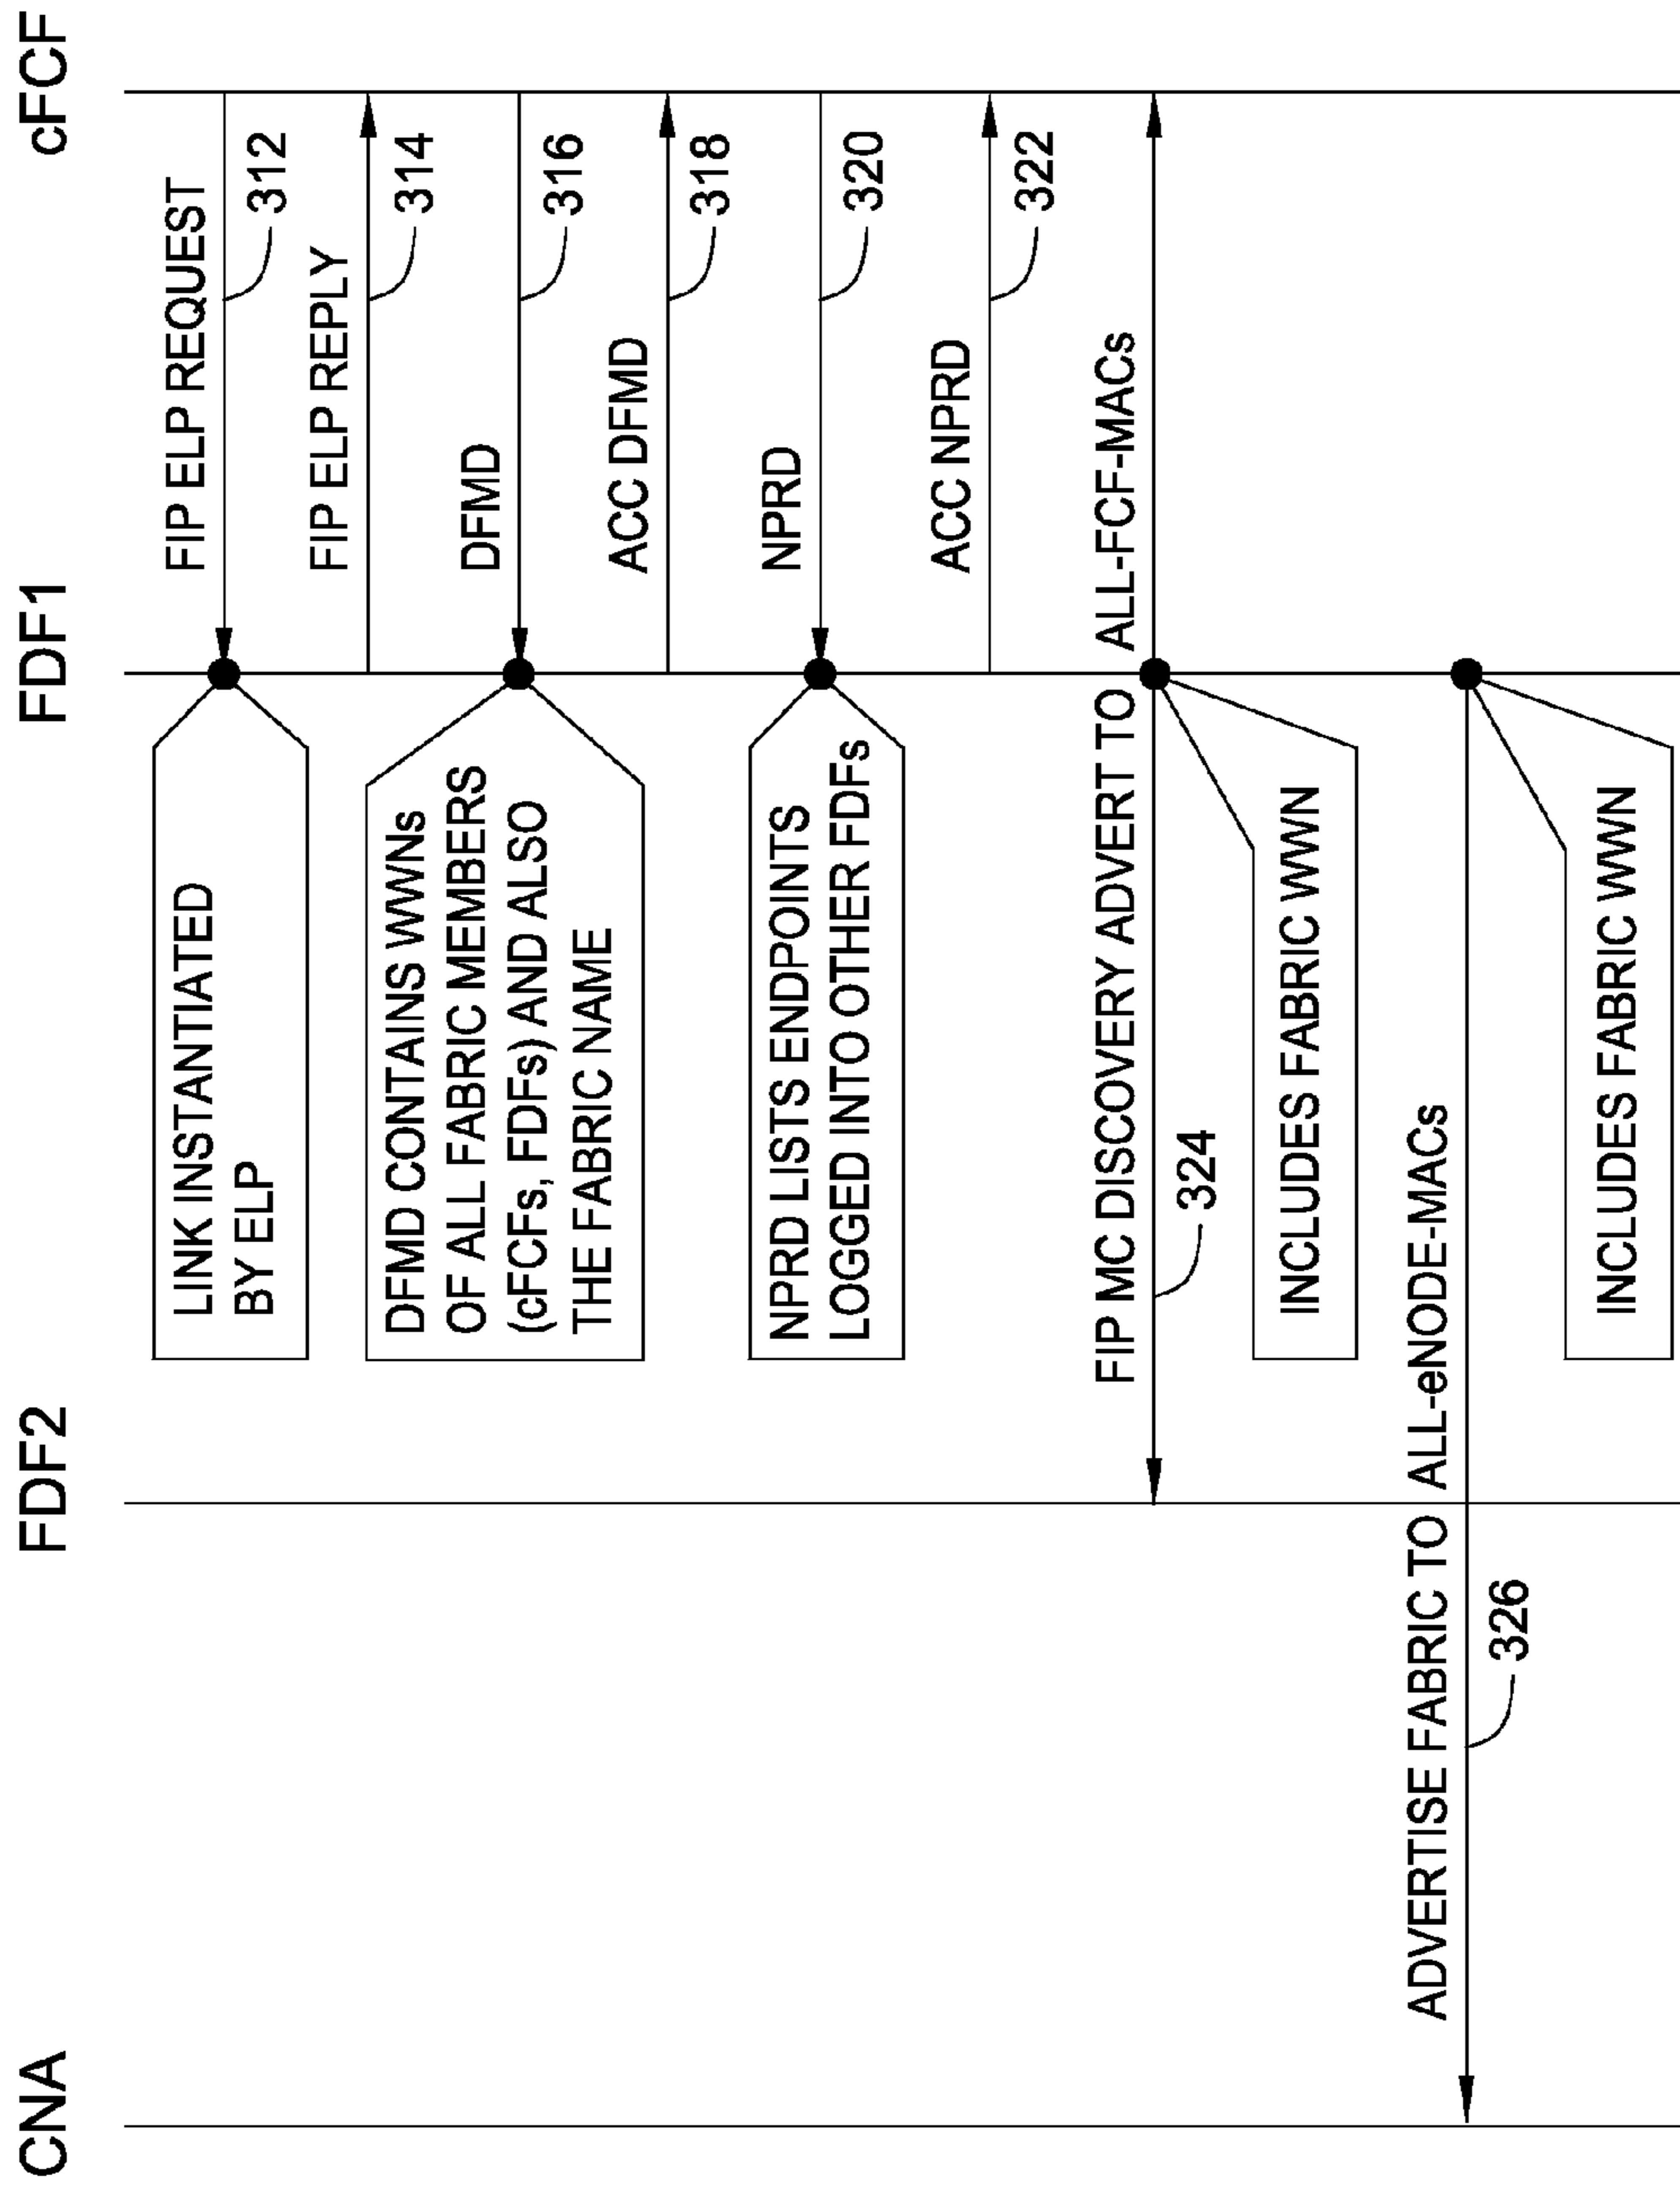 CNA
FDF2
FDF1
cFCF
FIP ELP REQUEST
312
LINK INSTANTIATED
BY ELP
FIP ELP REPLY
314
DFMD
316
DFMD CONTAINS WWNs
OF ALL FABRIC MEMBERS
(cFCFs, FDFs) AND ALSO
THE FABRIC NAME
ACC DFMD
318
NPRD
320
NPRD LISTS ENDPOINTS
LOGGED INTO OTHER FDFs
ACC NPRD
322
FIP MC DISCOVERY ADVERT TO ALL-FCF-MACs
324
INCLUDES FABRIC WWN
ADVERTISE FABRIC TO ALL-eNODE-MACs
326
INCLUDES FABRIC WWN